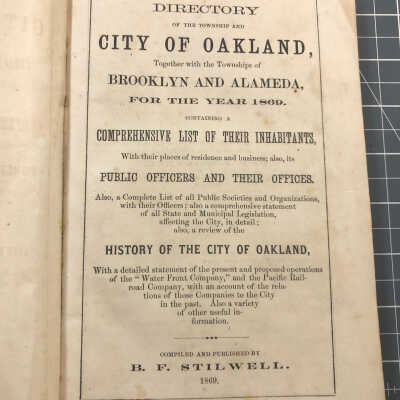 DIRECTORY
OF THE TOWNSHIP AND
CITY OF OAKLAND,
Together with the Townships of
BROOKLYN AND ALAMEDA,
FOR THE YEAR 1869.
CONTAINING A
COMPREHENSIVE LIST OF THEIR INHABITANTS,
With their places of residence and business; also, its
PUBLIC OFFICERS AND THEIR OFFICES.
Also, a Complete List of all Public Societies and Organizations,
with their Officers; also a comprehensive statement
of all State and Municipal Legislation,
affecting the City, in detail;
also, a review of the
HISTORY OF THE CITY OF OAKLAND,
With a detailed statement of the present and proposed operations
of the "Water Front Company," and the Pacific Rail-
road Company, with an account of the rela-
tions of those Companies to the City
in the past. Also a variety
of other useful in-
formation.
COMPILED AND PUBLISHED BY
B. F. STILWELL.
1869.